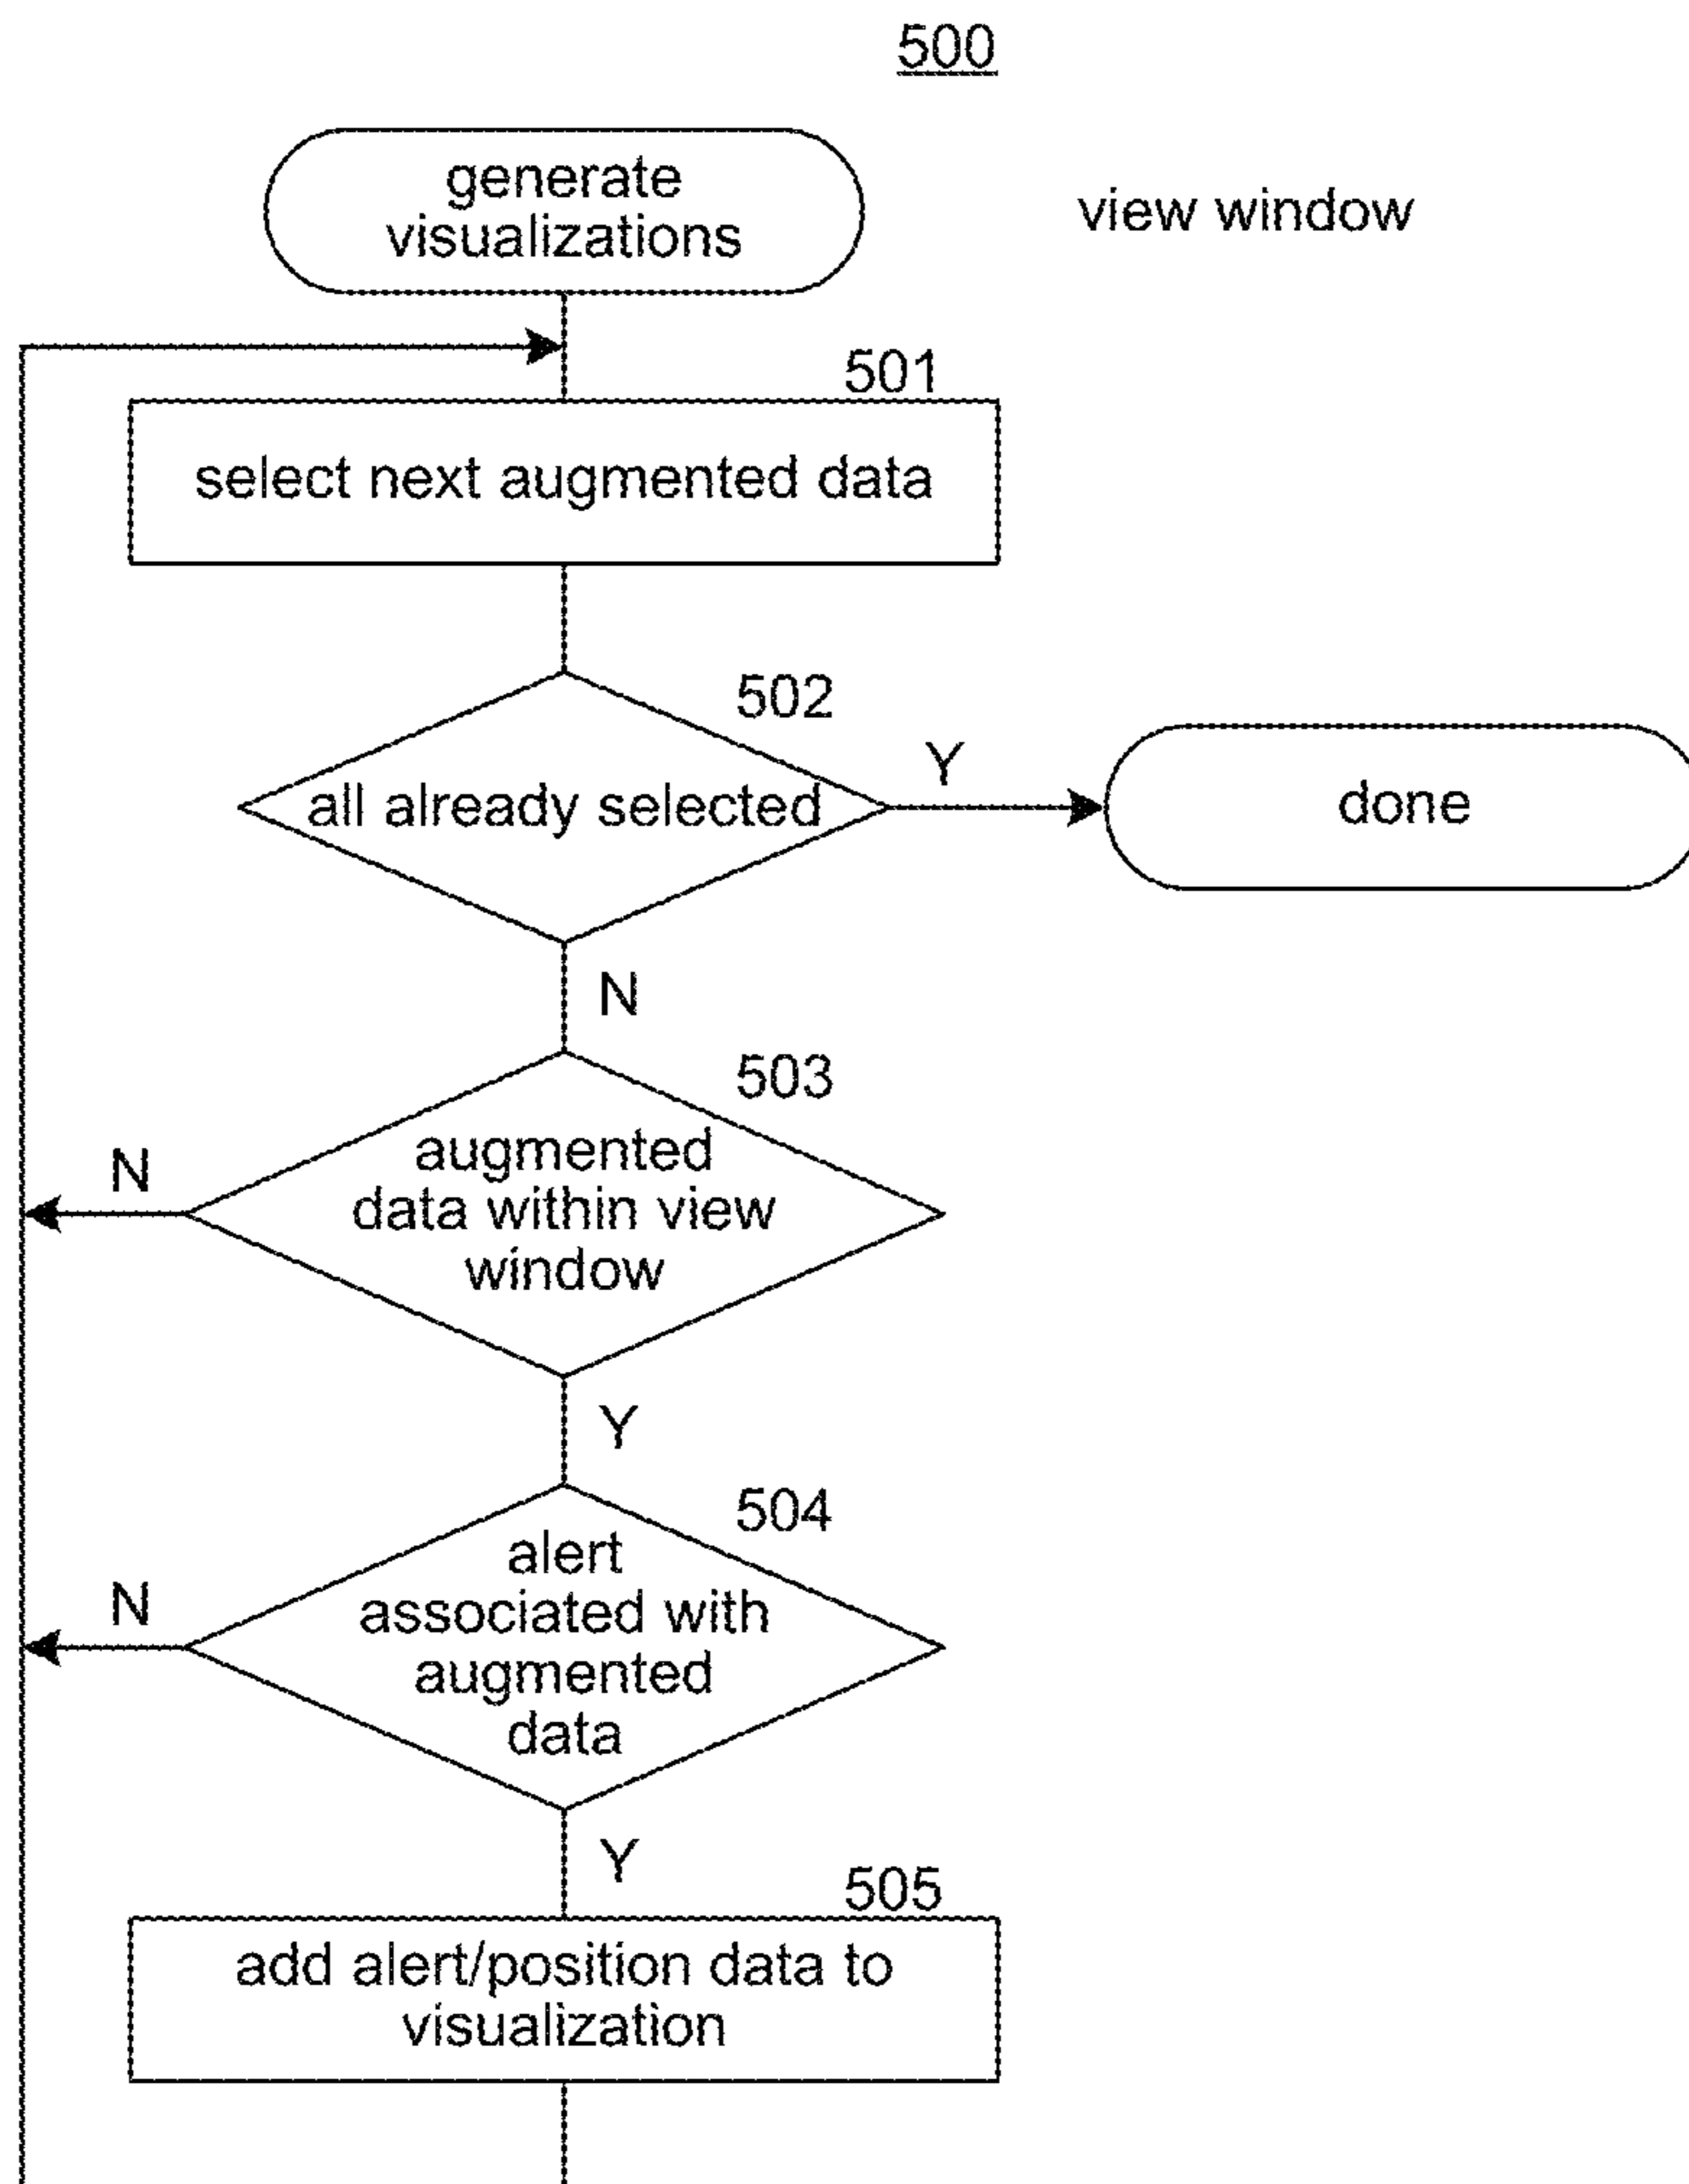 500
generate
visualizations
view window
501
select next augmented data
502
all already selected
Y
done
N
503
augmented
data within view
window
N
Y
504
alert
associated with
augmented
data
N
Y
505
add alert/position data to
visualization